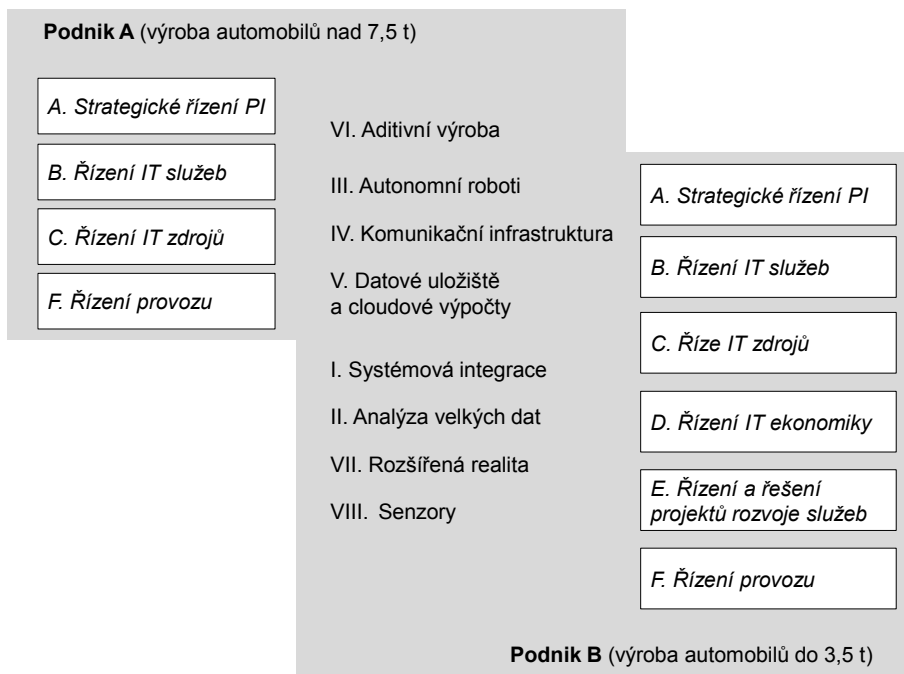 Podnik A (výroba automobilů nad 7,5 t)
A. Strategické řízení PI
B. Řízení IT služeb
C. Řízení IT zdrojů
F. Řízení provozu
VI. Aditivní výroba
III. Autonomní roboti
IV. Komunikační infrastruktura
V. Datové uložiště
a cloudové výpočty
I. Systémová integrace
II. Analýza velkých dat
VII. Rozšířená realita
VIII. Senzory
A. Strategické řízení PI
B. Řízení IT služeb
C. Říze IT zdrojů
D. Řízení IT ekonomiky
E. Řízení a řešení
projektů rozvoje služeb
F. Řízení provozu
Podnik B (výroba automobilů do 3,5 t)